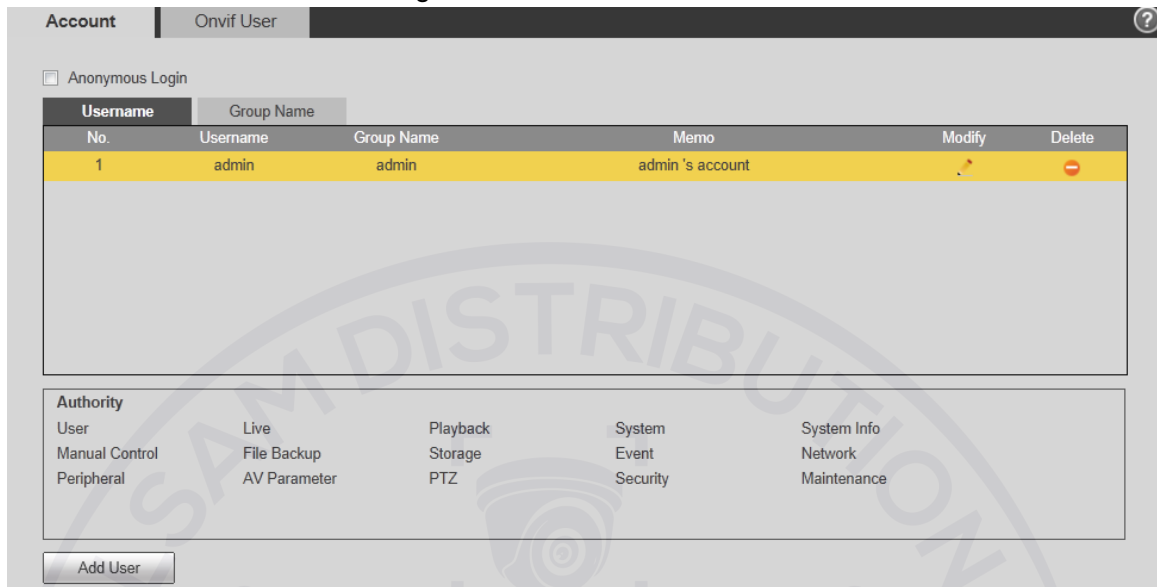 Account Onvif User ?
Anonymous Login
Username Group Name
No. Username Group Name Memo Modify Delete
1 admin admin admin 's account
Authority
User Live Playback System System Info
Manual Control File Backup Storage Event Network
Peripheral AV Parameter PTZ Security Maintenance
Add User
SAM DISTRIBUTION